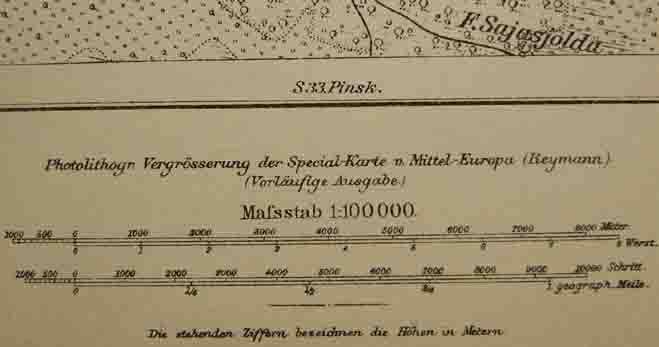 F. Sajasjolda
S.33. Pinsk.
Photolithogr. Vergrösserung der Special-Karte v. Mittel-Europa (Reymann)
(Vorläufige Ausgabe)
Maſsstab 1:100 000.
1000 500 0 1000 2000 3000 4000 5000 6000 7000 8000 Meter.
0 1 2 3 4 5 6 7 8 Werst.
1000 500 0 1000 2000 3000 4000 5000 6000 7000 8000 9000 10000 Schritt.
0 1/4 1/2 3/4 1 geograph. Meile.
Die stehenden Ziffern bezeichnen die Höhen in Metern